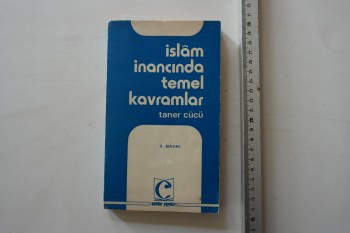 islâm
inancında
temel
kavramlar
taner cücü